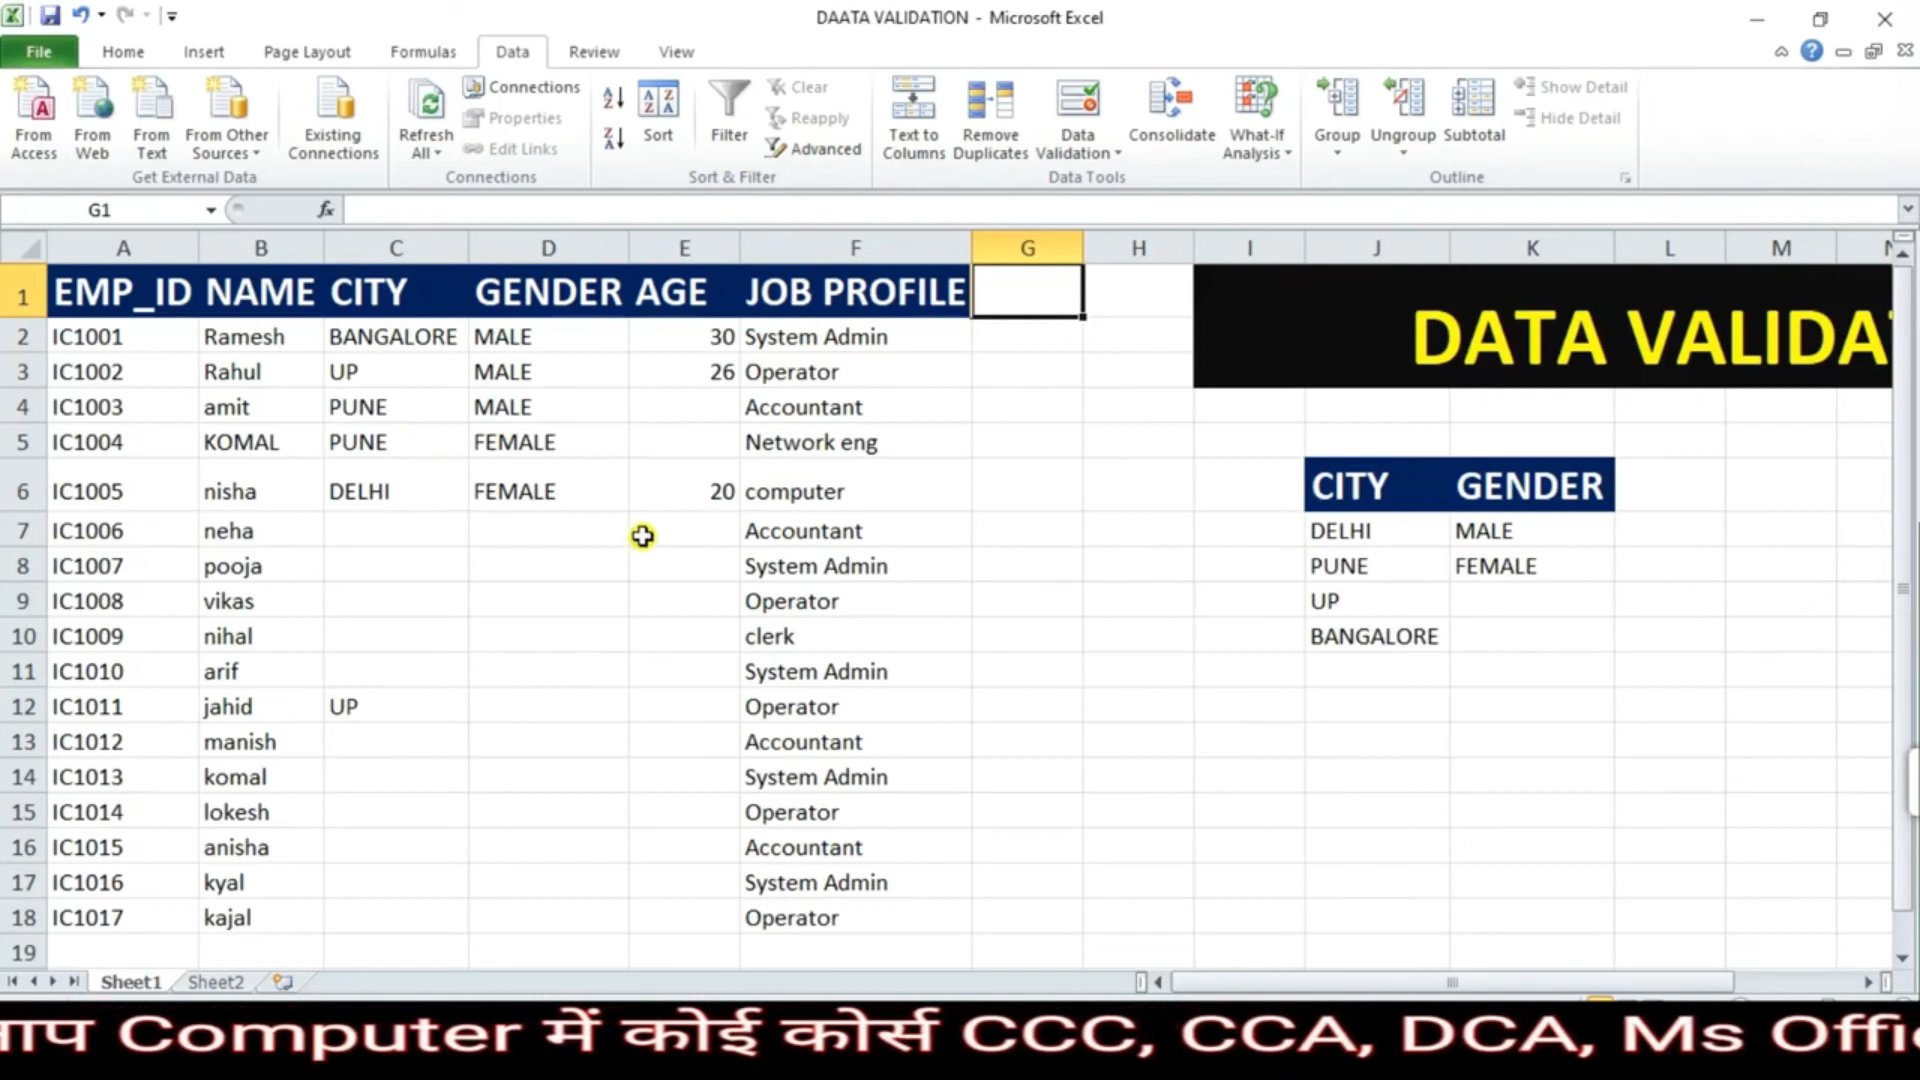 DAATA VALIDATION - Microsoft Excel
File Home Insert Page Layout Formulas Data Review View
From Access
From Web
From Text
From Other Sources
Existing Connections
Get External Data
Refresh All
Connections
Properties
Edit Links
Connections
Sort
Filter
Clear
Reapply
Advanced
Sort & Filter
Text to Columns
Remove Duplicates
Data Validation
Consolidate
What-If Analysis
Data Tools
Group
Ungroup
Subtotal
Show Detail
Hide Detail
Outline
G1 fx
A B C D E F G H I J K L M
1 EMP_ID NAME CITY GENDER AGE JOB PROFILE
DATA VALIDA
2 IC1001 Ramesh BANGALORE MALE 30 System Admin
3 IC1002 Rahul UP MALE 26 Operator
4 IC1003 amit PUNE MALE Accountant
5 IC1004 KOMAL PUNE FEMALE Network eng
6 IC1005 nisha DELHI FEMALE 20 computer CITY GENDER
7 IC1006 neha Accountant DELHI MALE
8 IC1007 pooja System Admin PUNE FEMALE
9 IC1008 vikas Operator UP
10 IC1009 nihal clerk BANGALORE
11 IC1010 arif System Admin
12 IC1011 jahid UP Operator
13 IC1012 manish Accountant
14 IC1013 komal System Admin
15 IC1014 lokesh Operator
16 IC1015 anisha Accountant
17 IC1016 kyal System Admin
18 IC1017 kajal Operator
19
Sheet1 Sheet2
Computer में कोई कोर्स CCC, CCA, DCA, Ms Offi